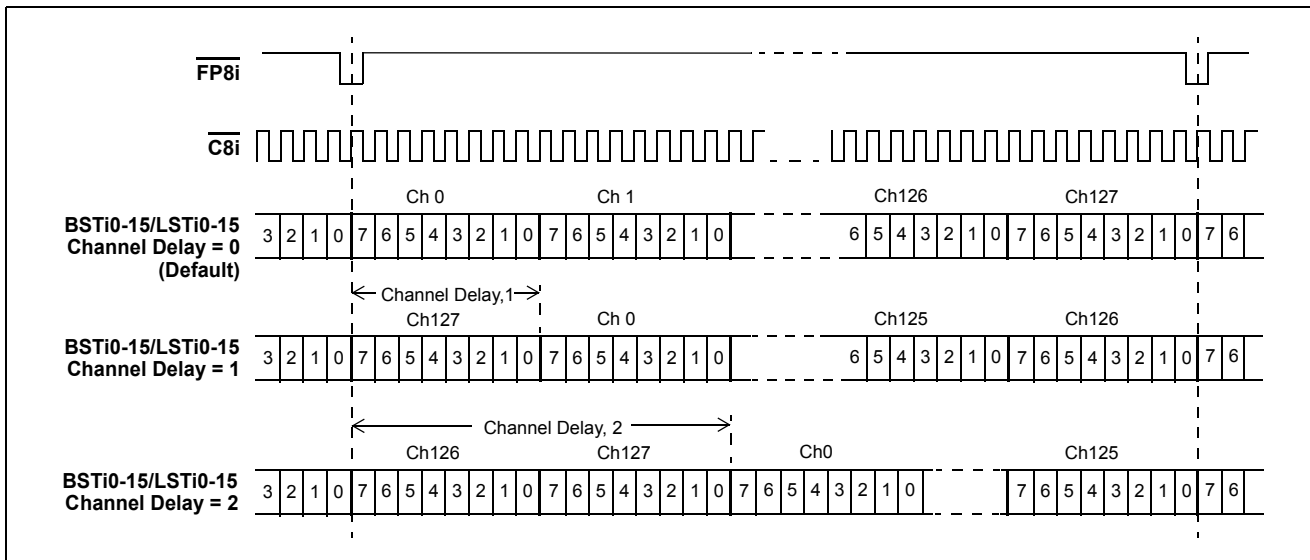 FP8i
C8i
Ch 0 Ch 1 Ch126 Ch127
BSTi0-15/LSTi0-15
Channel Delay = 0
(Default)
3 2 1 0 7 6 5 4 3 2 1 0 7 6 5 4 3 2 1 0 6 5 4 3 2 1 0 7 6 5 4 3 2 1 0 7 6
Channel Delay,1
Ch127 Ch 0 Ch125 Ch126
BSTi0-15/LSTi0-15
Channel Delay = 1
3 2 1 0 7 6 5 4 3 2 1 0 7 6 5 4 3 2 1 0 6 5 4 3 2 1 0 7 6 5 4 3 2 1 0 7 6
Channel Delay, 2
Ch126 Ch127 Ch0 Ch125
BSTi0-15/LSTi0-15
Channel Delay = 2
3 2 1 0 7 6 5 4 3 2 1 0 7 6 5 4 3 2 1 0 7 6 5 4 3 2 1 0 7 6 5 4 3 2 1 0 7 6